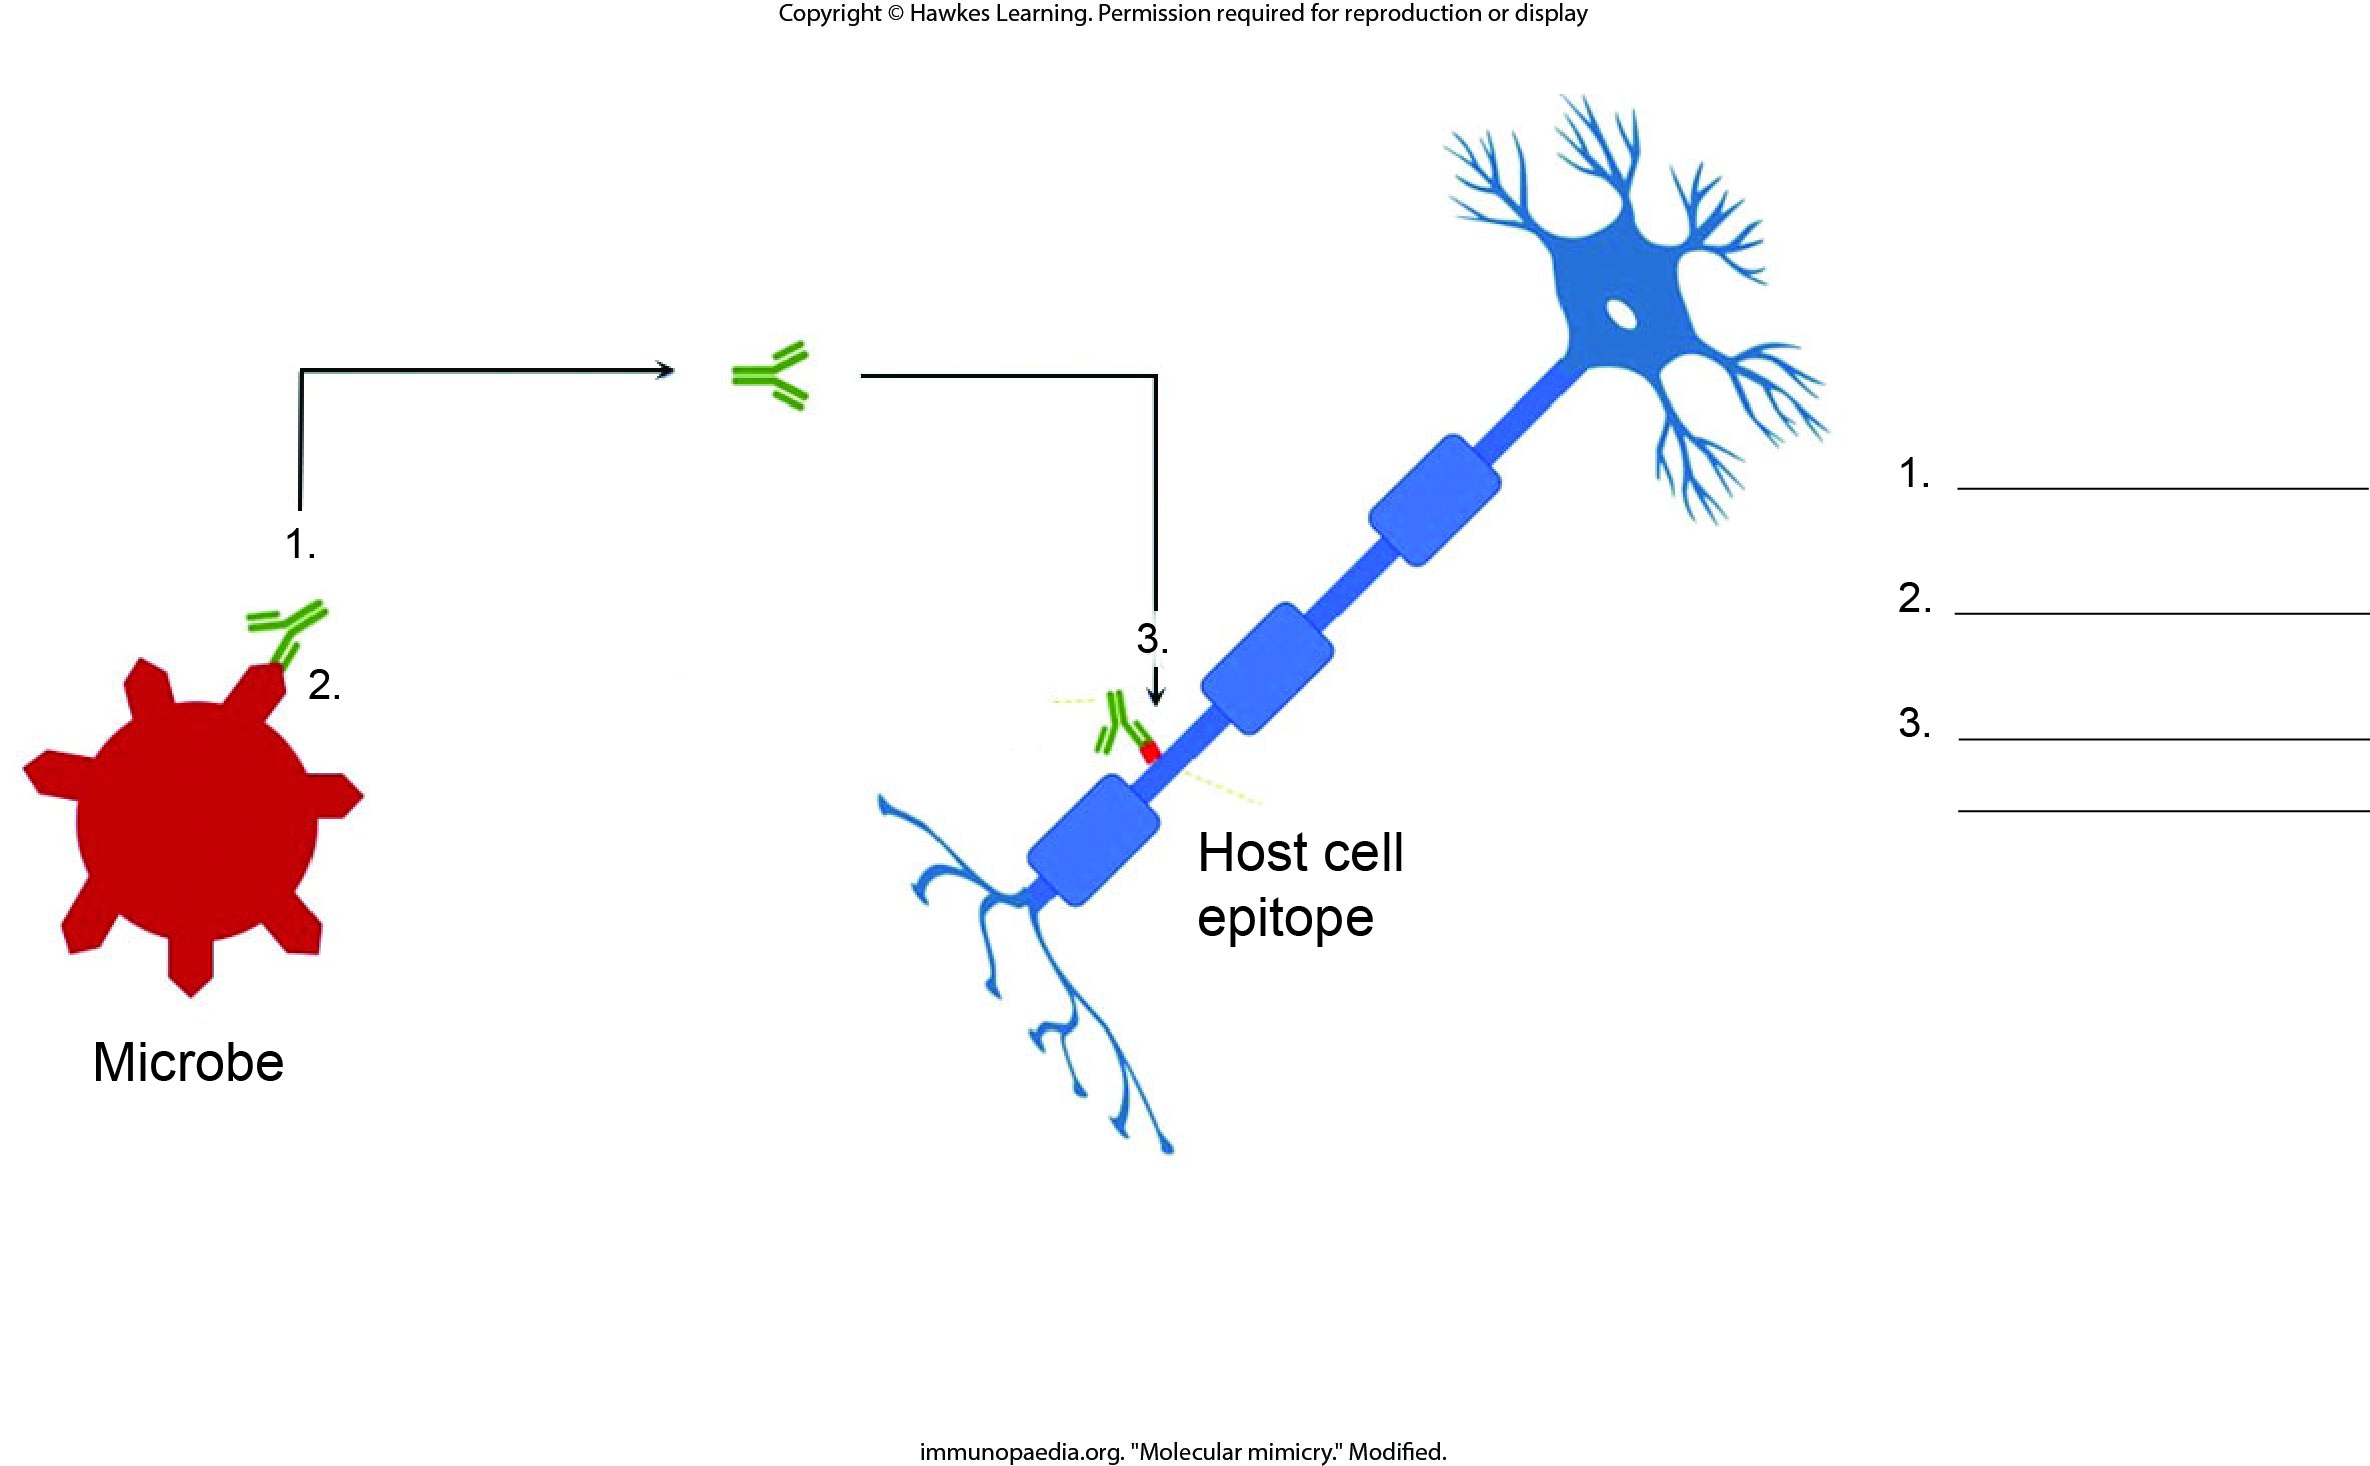 Copyright © Hawkes Learning. Permission required for reproduction or display
1.
2.
Microbe
3.
Host cell
epitope
1.
2.
3.
immunopaedia.org. "Molecular mimicry." Modified.